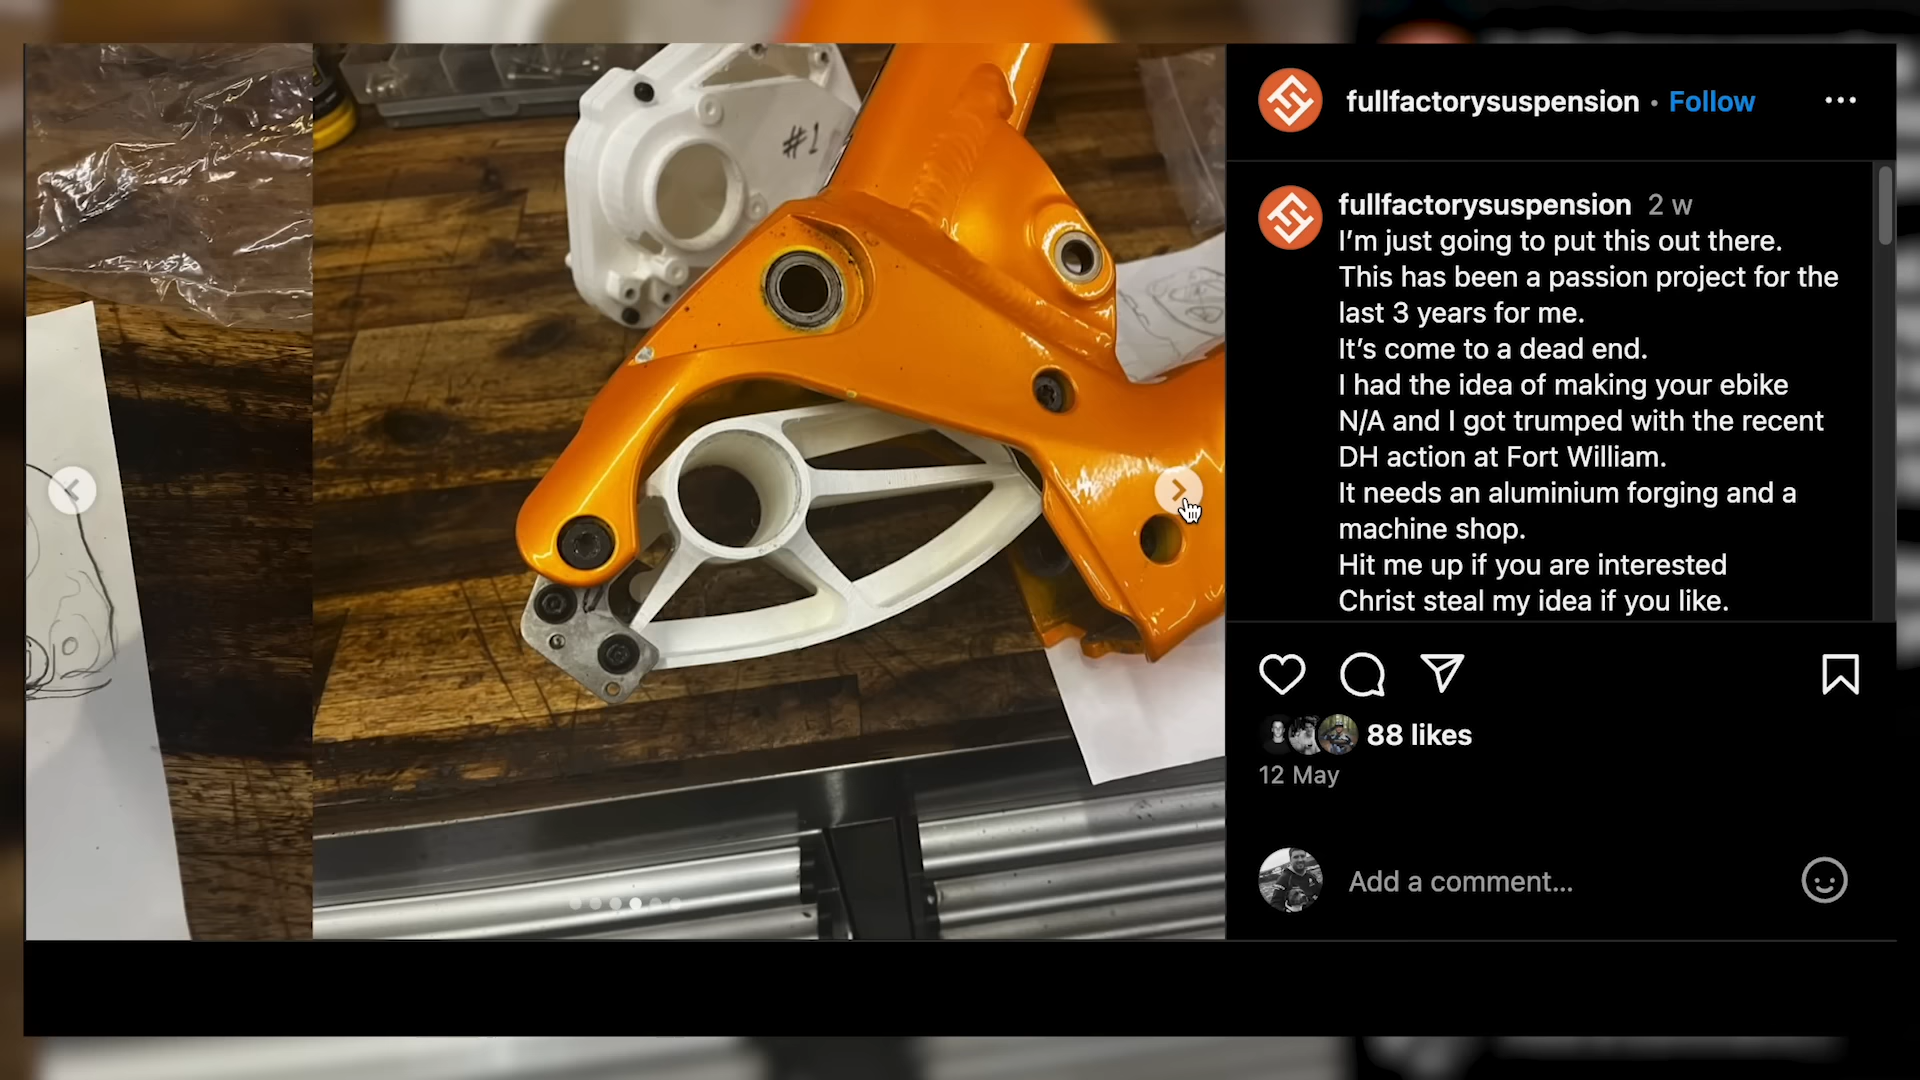 #1
fullfactorysuspension • Follow
fullfactorysuspension 2 w
I’m just going to put this out there.
This has been a passion project for the
last 3 years for me.
It’s come to a dead end.
I had the idea of making your ebike
N/A and I got trumped with the recent
DH action at Fort William.
It needs an aluminium forging and a
machine shop.
Hit me up if you are interested
Christ steal my idea if you like.
88 likes
12 May
Add a comment...